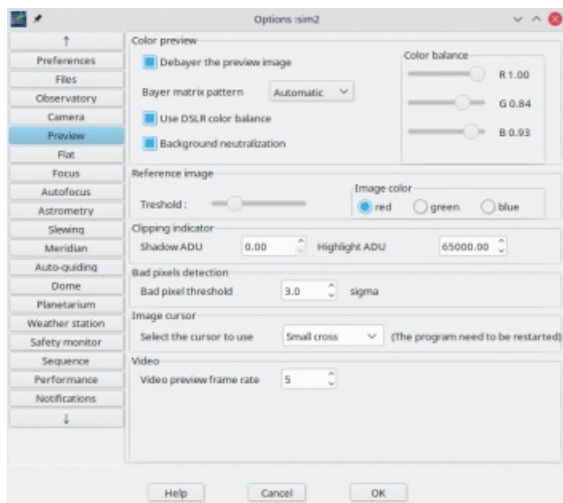 Options :sim2
↑
Preferences
Files
Observatory
Camera
Preview
Flat
Focus
Autofocus
Astrometry
Slewing
Meridian
Auto-guiding
Dome
Planetarium
Weather station
Safety monitor
Sequence
Performance
Notifications
↓
Color preview
Debayer the preview image
Bayer matrix pattern Automatic
Use DSLR color balance
Background neutralization
Color balance
R 1.00
G 0.84
B 0.93
Reference image
Treshold :
Image color
red green blue
Clipping indicator
Shadow ADU 0.00 Highlight ADU 65000.00
Bad pixels detection
Bad pixel threshold 3.0 sigma
Image cursor
Select the cursor to use Small cross (The program need to be restarted)
Video
Video preview frame rate 5
Help Cancel OK